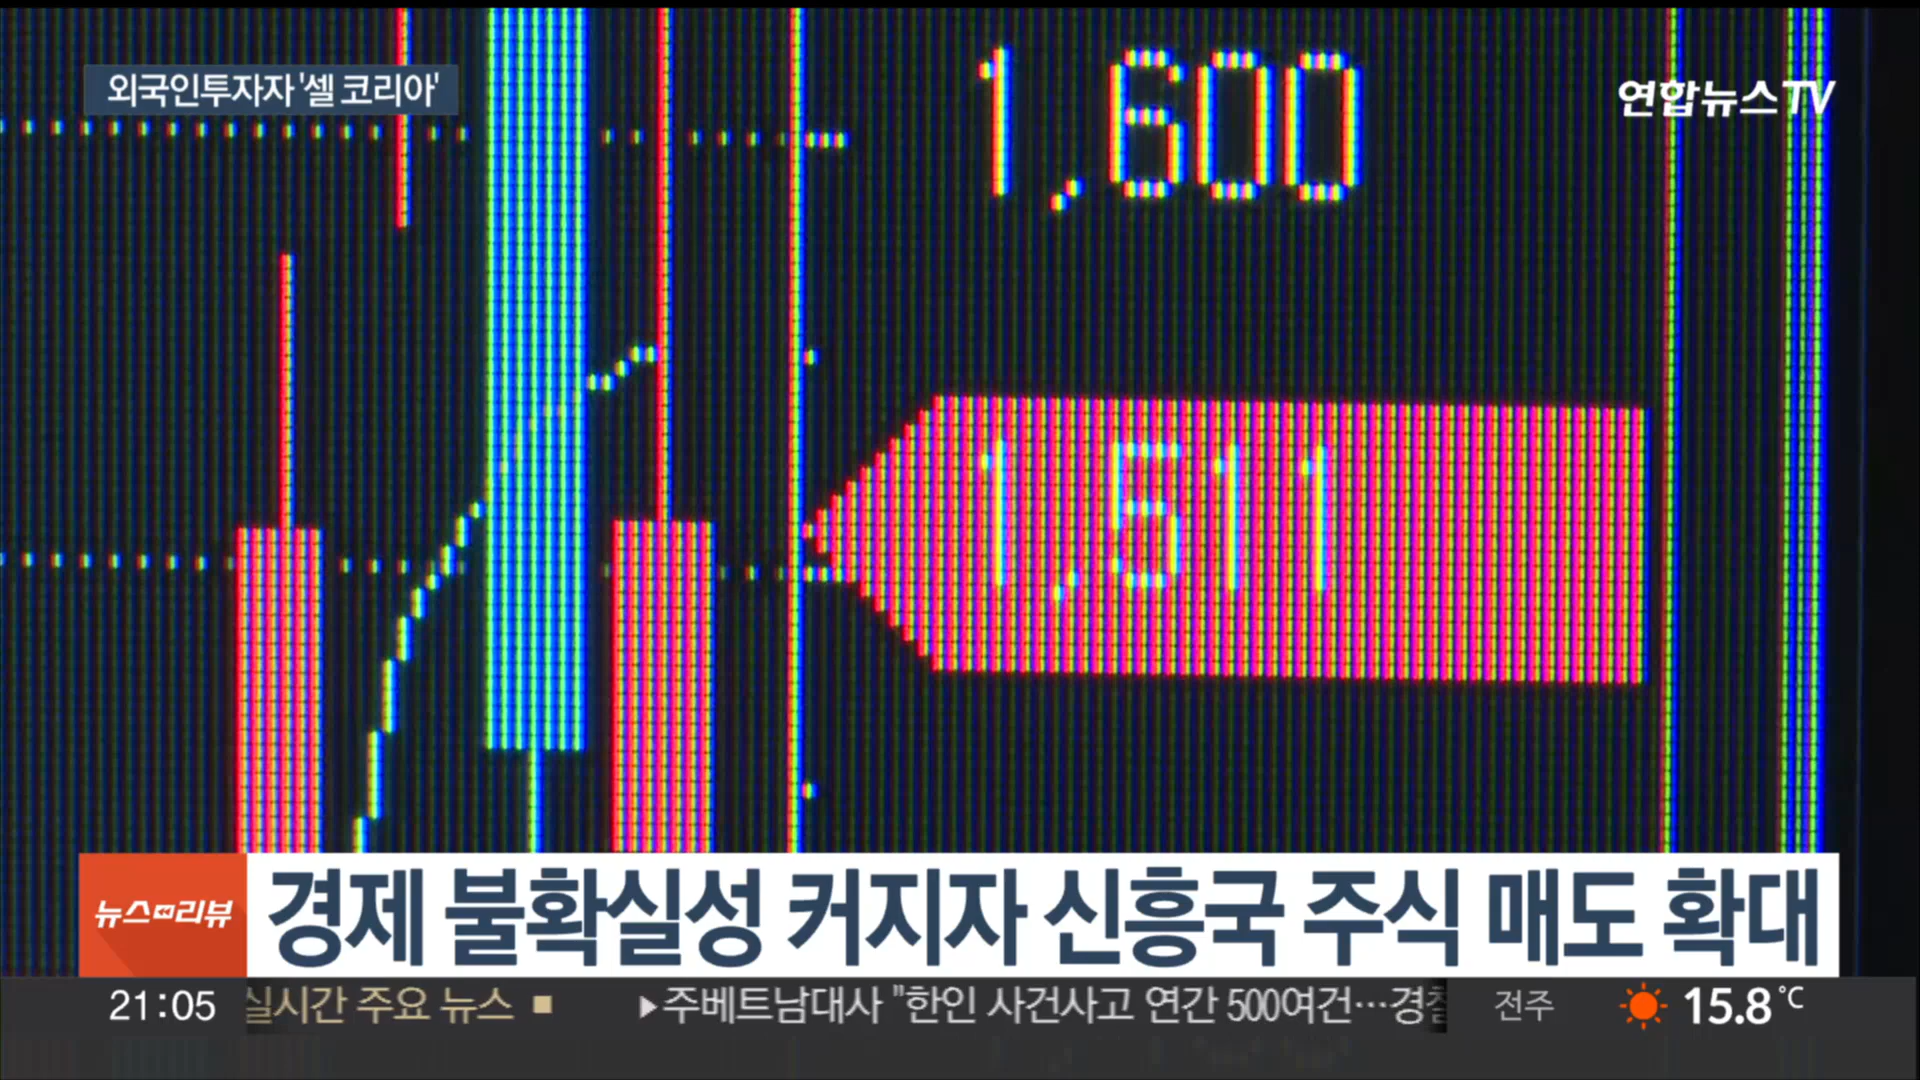 외국인투자자 '셀 코리아'
연합뉴스TV
1,600
1,511
뉴스리뷰
경제 불확실성 커지자 신흥국 주식 매도 확대
21:05 실시간 주요 뉴스 ■ ▶주베트남대사 "한인 사건사고 연간 500여건…경찰 전주 15.8℃